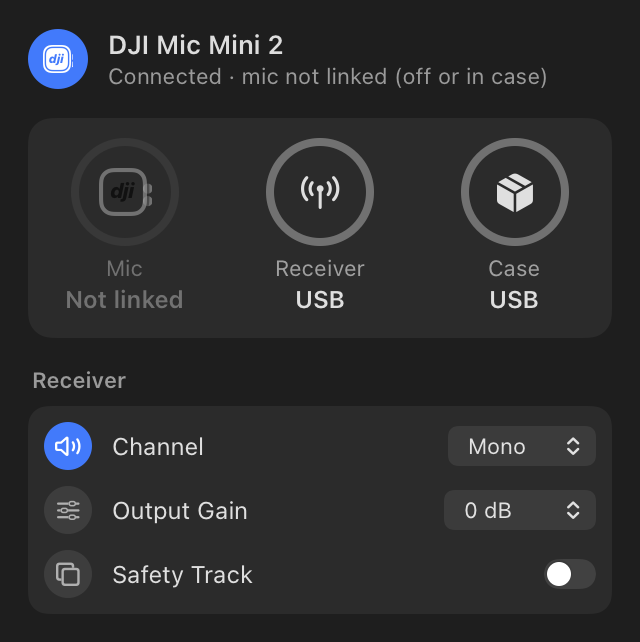 dji
DJI Mic Mini 2
Connected · mic not linked (off or in case)
dji
Mic
Not linked
Receiver
USB
Case
USB
Receiver
Channel
Mono
Output Gain
0 dB
Safety Track